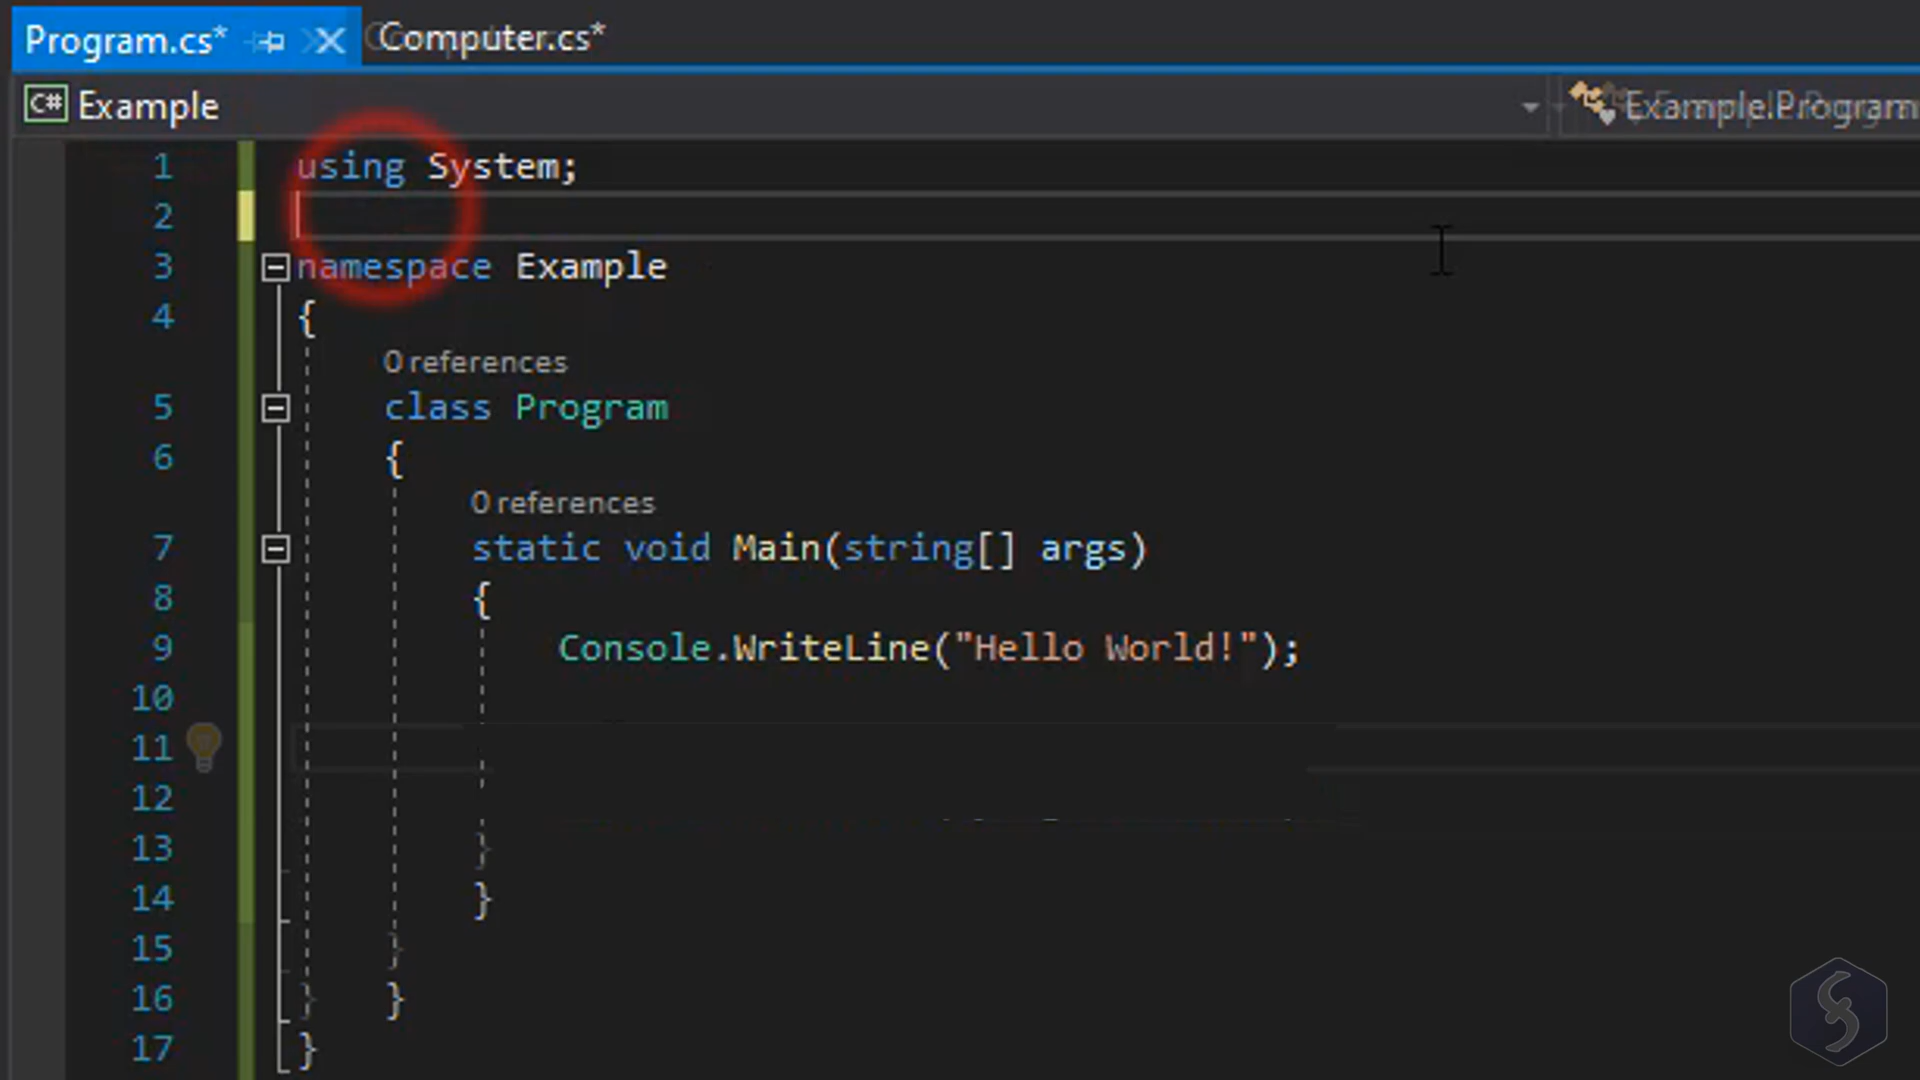 Program.cs* Computer.cs*
C# Example Example.Program
1 using System;
2
3 namespace Example
4 {
0 references
5 class Program
6 {
0 references
7 static void Main(string[] args)
8 {
9 Console.WriteLine("Hello World!");
10
11
12
13 }
14 }
15 }
16 } }
17 }